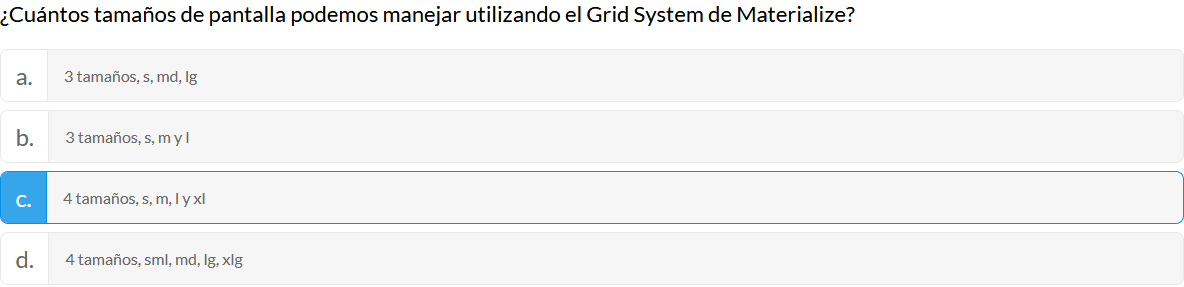 ¿Cuántos tamaños de pantalla podemos manejar utilizando el Grid System de Materialize?
a. 3 tamaños, s, md, lg
b. 3 tamaños, s, m y l
c. 4 tamaños, s, m, l y xl
d. 4 tamaños, sml, md, lg, xlg